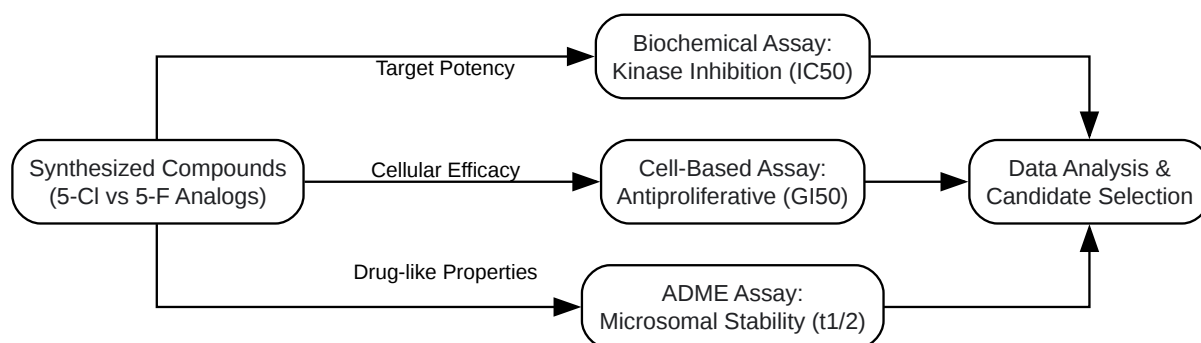 Biochemical Assay:
Kinase Inhibition (IC50)
Target Potency
Synthesized Compounds
(5-Cl vs 5-F Analogs)
Cellular Efficacy
Cell-Based Assay:
Antiproliferative (GI50)
Data Analysis &
Candidate Selection
Drug-like Properties
ADME Assay:
Microsomal Stability (t1/2)